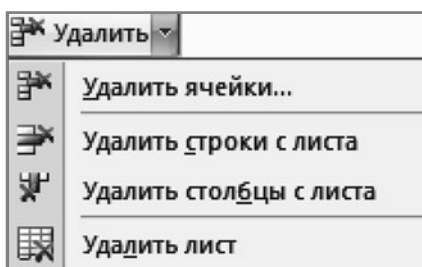 Удалить
Удалить ячейки...
Удалить строки с листа
Удалить столбцы с листа
Удалить лист